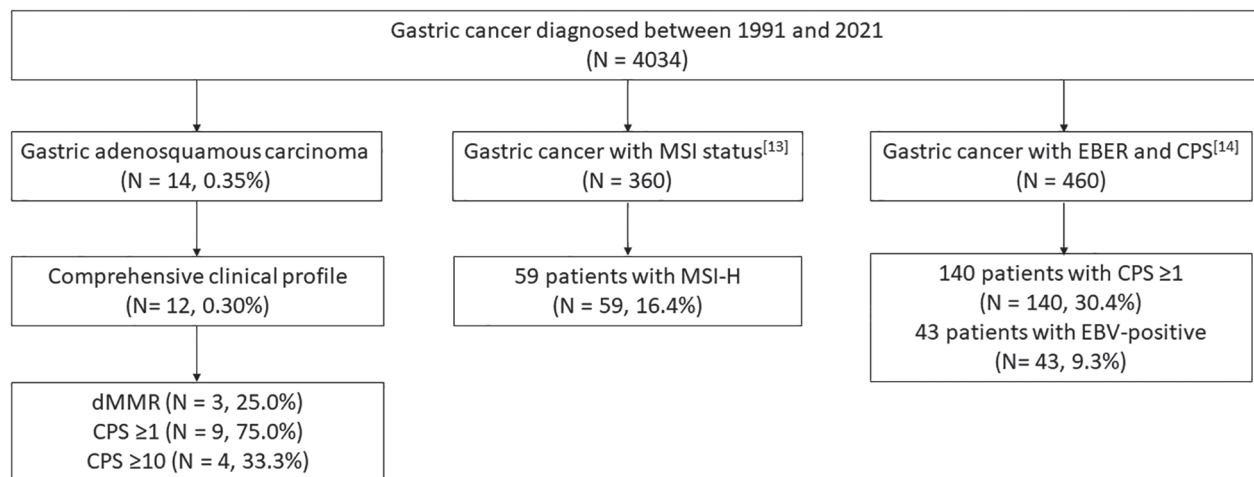 Gastric cancer diagnosed between 1991 and 2021
(N = 4034)
Gastric adenosquamous carcinoma
(N = 14, 0.35%)
Gastric cancer with MSI status[13]
(N = 360)
Gastric cancer with EBER and CPS[14]
(N = 460)
Comprehensive clinical profile
(N= 12, 0.30%)
59 patients with MSI-H
(N = 59, 16.4%)
140 patients with CPS ≥1
(N = 140, 30.4%)
43 patients with EBV-positive
(N= 43, 9.3%)
dMMR (N = 3, 25.0%)
CPS ≥1 (N = 9, 75.0%)
CPS ≥10 (N = 4, 33.3%)